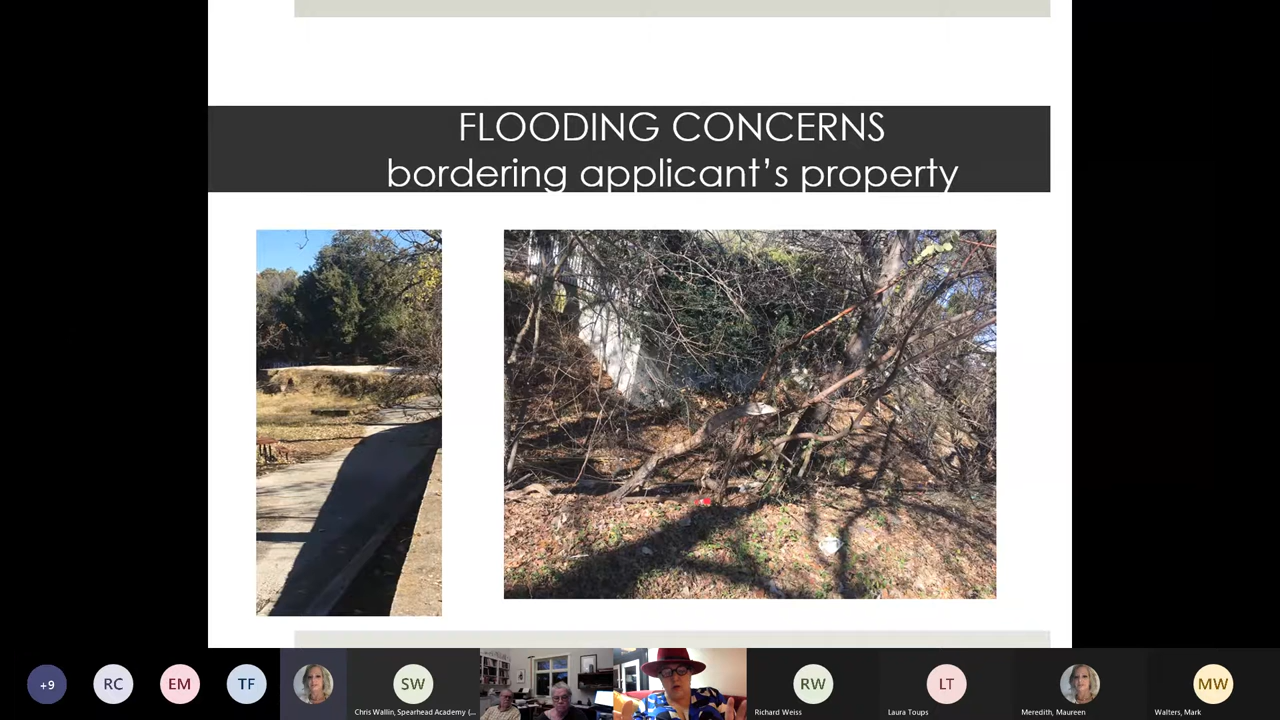 FLOODING CONCERNS
bordering applicant's property
+9
RC
EM
TF
SW
RW
LT
MW
Chris Wallin, Spearhead Academy (...
Richard Weiss
Laura Toups
Meredith, Maureen
Walters, Mark